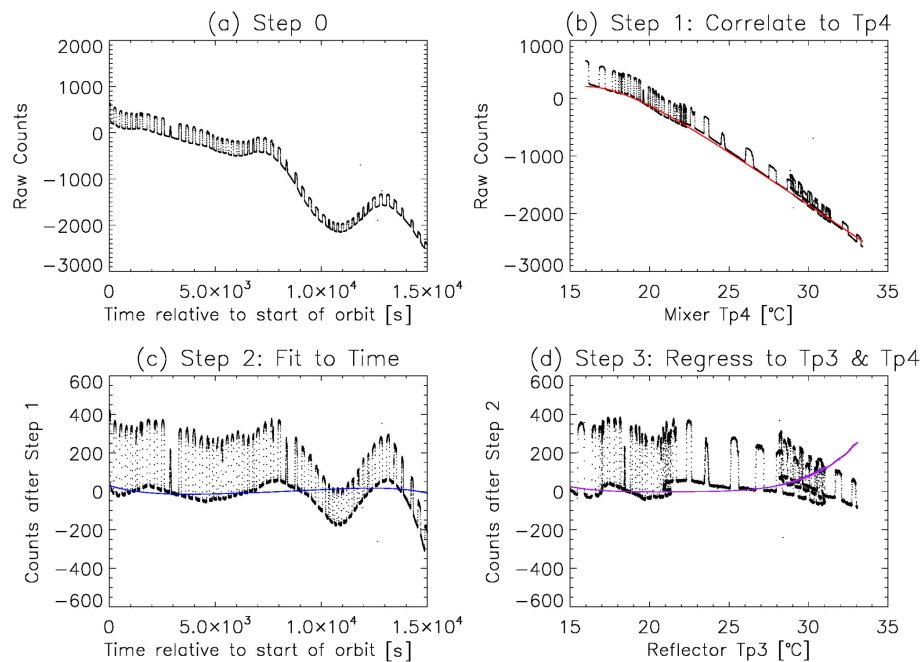 (a) Step 0
2000
1000
0
−1000
−2000
−3000
Raw Counts
0 5.0×10³ 1.0×10⁴ 1.5×10⁴
Time relative to start of orbit [s]
(b) Step 1: Correlate to Tp4
1000
0
−1000
−2000
−3000
Raw Counts
15 20 25 30 35
Mixer Tp4 [°C]
(c) Step 2: Fit to Time
600
400
200
0
−200
−400
−600
Counts after Step 1
0 5.0×10³ 1.0×10⁴ 1.5×10⁴
Time relative to start of orbit [s]
(d) Step 3: Regress to Tp3 & Tp4
600
400
200
0
−200
−400
−600
Counts after Step 2
15 20 25 30 35
Reflector Tp3 [°C]